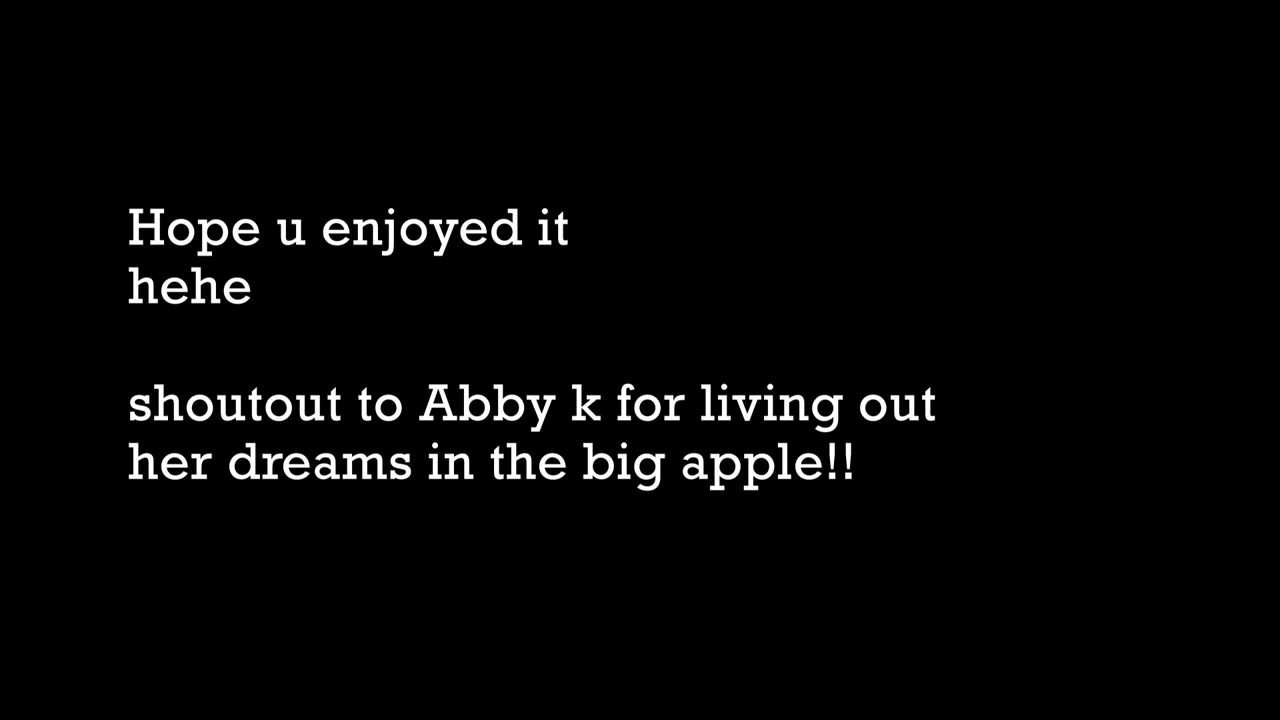 Hope u enjoyed it
hehe
shoutout to Abby k for living out
her dreams in the big apple!!